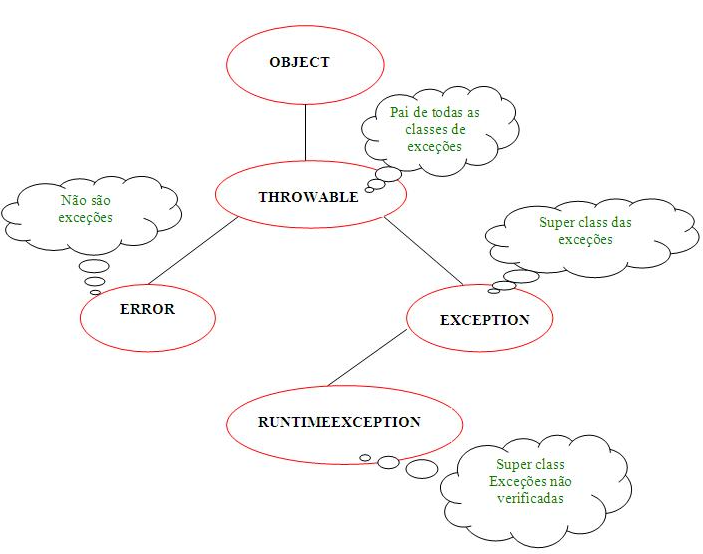 OBJECT
Pai de todas as
classes de
exceções
THROWABLE
Não são
exceções
Super class das
exceções
ERROR
EXCEPTION
RUNTIMEEXCEPTION
Super class
Exceções não
verificadas